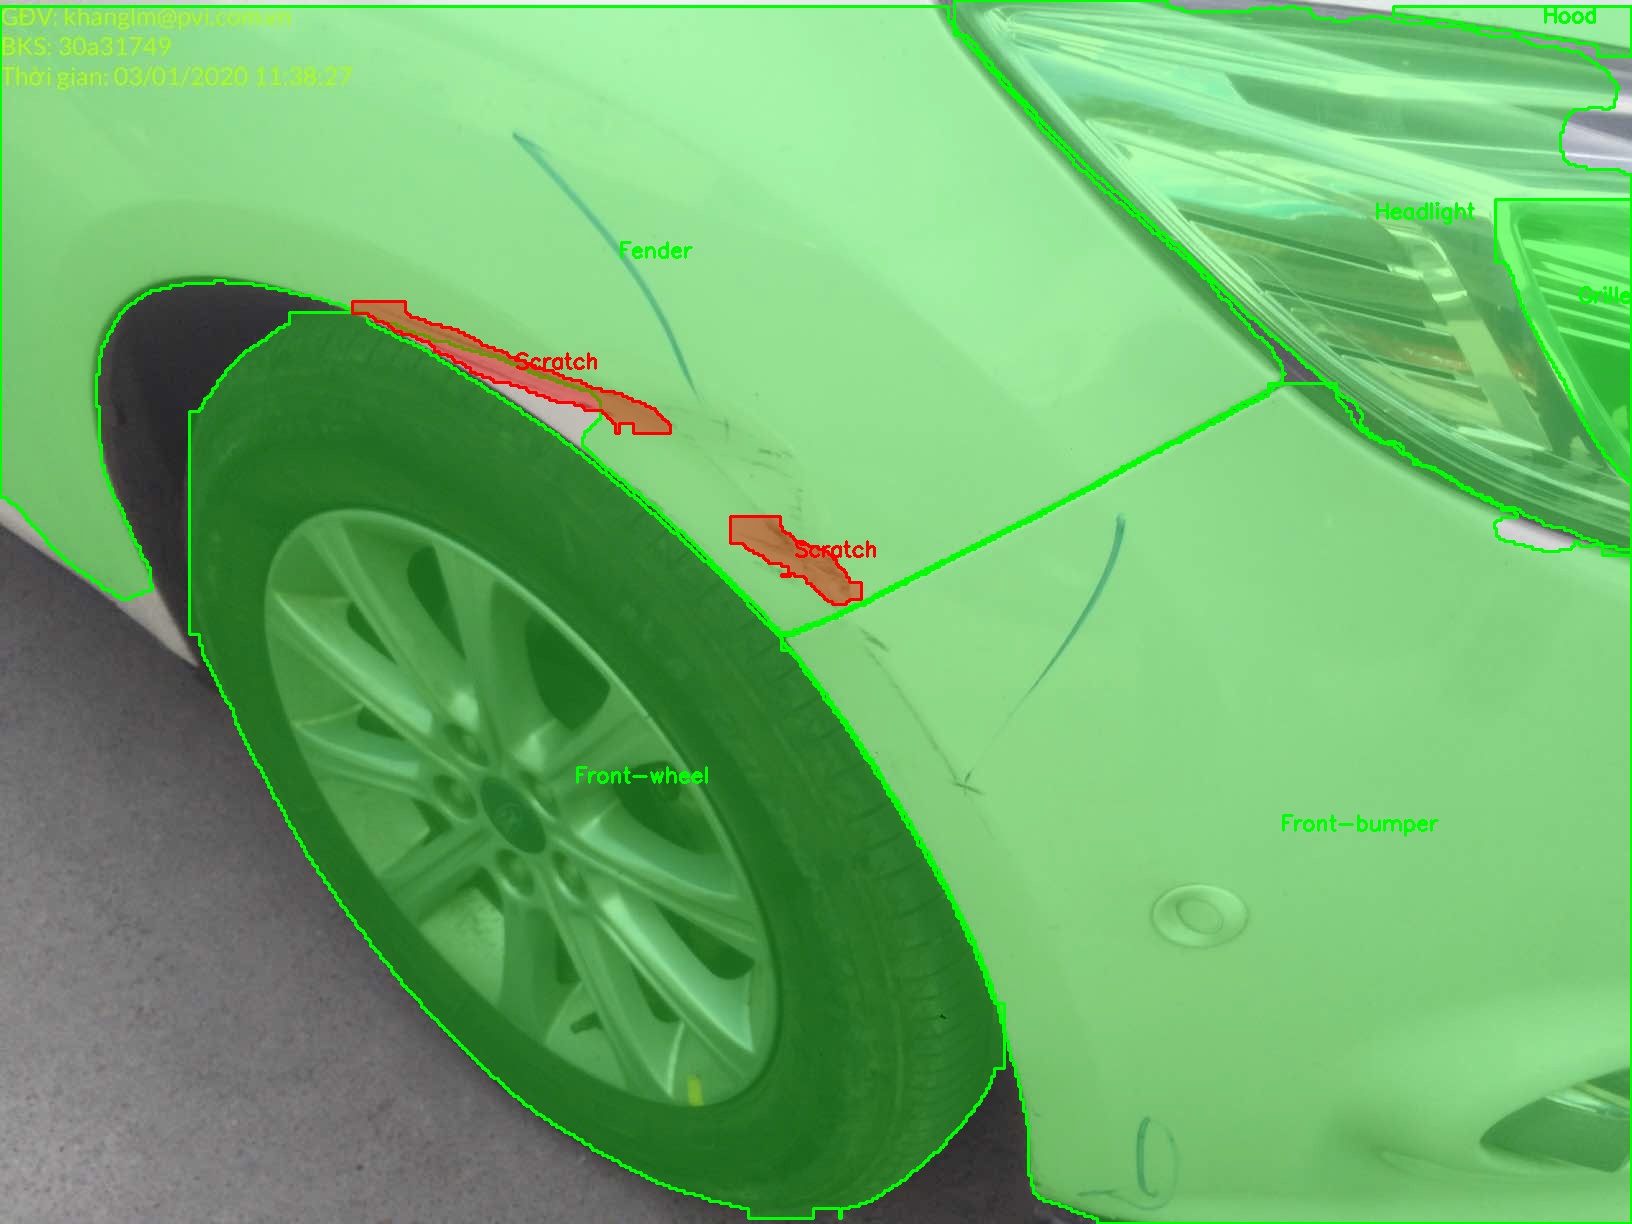 GĐV: khanglm@pvi.com.vn
BKS: 30a31749
Thời gian: 03/01/2020 11:38:27
Hood
Headlight
Fender
Grille
Scratch
Scratch
Front-wheel
Front-bumper